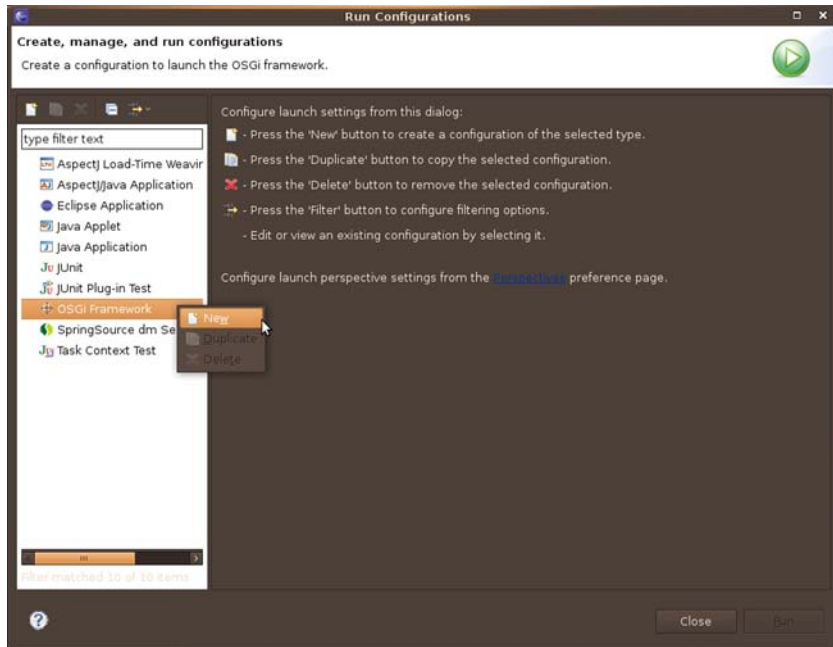 Run Configurations
Create, manage, and run configurations
Create a configuration to launch the OSGi framework.
type filter text
AspectJ Load-Time Weavir
AspectJ/Java Application
Eclipse Application
Java Applet
Java Application
JUnit
JUnit Plug-in Test
OSGi Framework
SpringSource dm Se
Task Context Test
New
Duplicate
Delete
Filter matched 10 of 10 items
Configure launch settings from this dialog:
- Press the 'New' button to create a configuration of the selected type.
- Press the 'Duplicate' button to copy the selected configuration.
- Press the 'Delete' button to remove the selected configuration.
- Press the 'Filter' button to configure filtering options.
- Edit or view an existing configuration by selecting it.
Configure launch perspective settings from the Perspectives preference page.
Close
Run